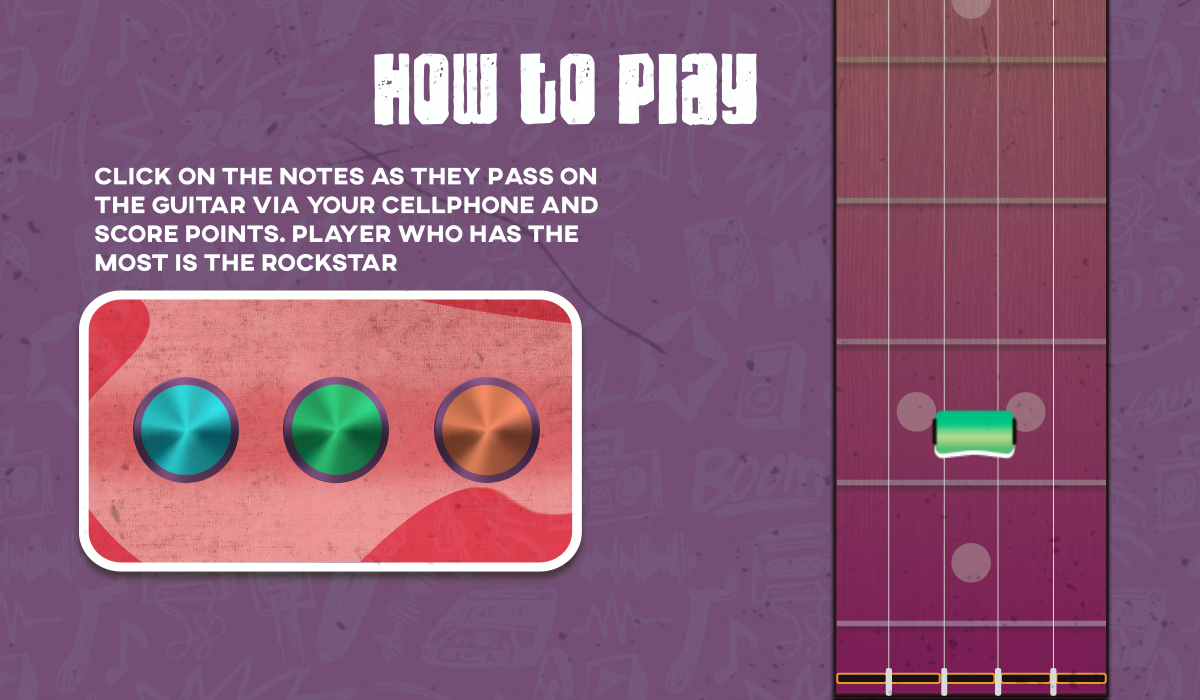 How to Play
CLICK ON THE NOTES AS THEY PASS ON
THE GUITAR VIA YOUR CELLPHONE AND
SCORE POINTS. PLAYER WHO HAS THE
MOST IS THE ROCKSTAR
BOOM